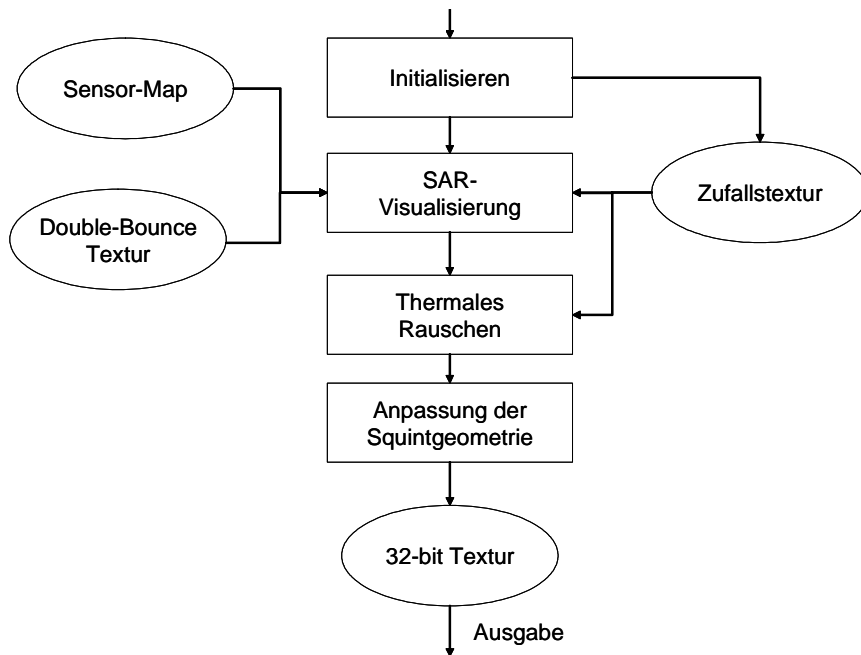 Initialisieren
Sensor-Map
SAR-
Visualisierung
Zufallstextur
Double-Bounce
Textur
Thermales
Rauschen
Anpassung der
Squintgeometrie
32-bit Textur
Ausgabe